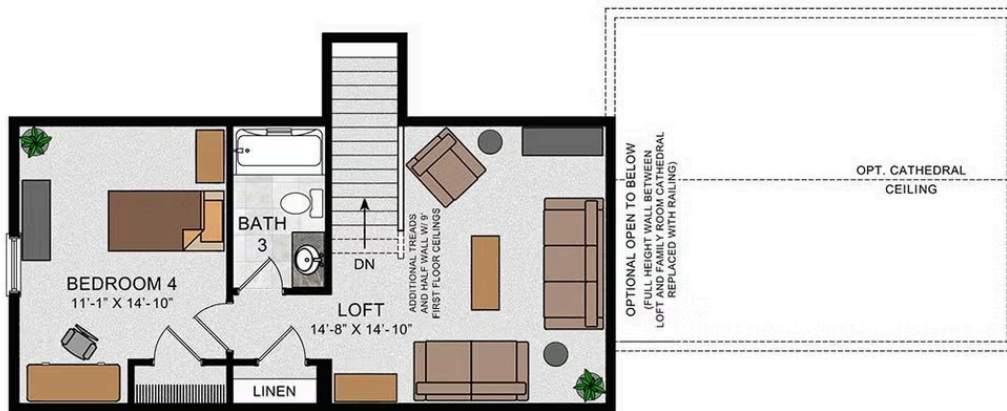 BEDROOM 4
11'-1" X 14'-10"
BATH
3
DN
ADDITIONAL TREADS
AND HALF WALL W/ 9'
FIRST FLOOR CEILINGS
LOFT
14'-8" X 14'-10"
LINEN
OPTIONAL OPEN TO BELOW
(FULL HEIGHT WALL BETWEEN
LOFT AND FAMILY ROOM CATHEDRAL
REPLACED WITH RAILING)
OPT. CATHEDRAL
CEILING